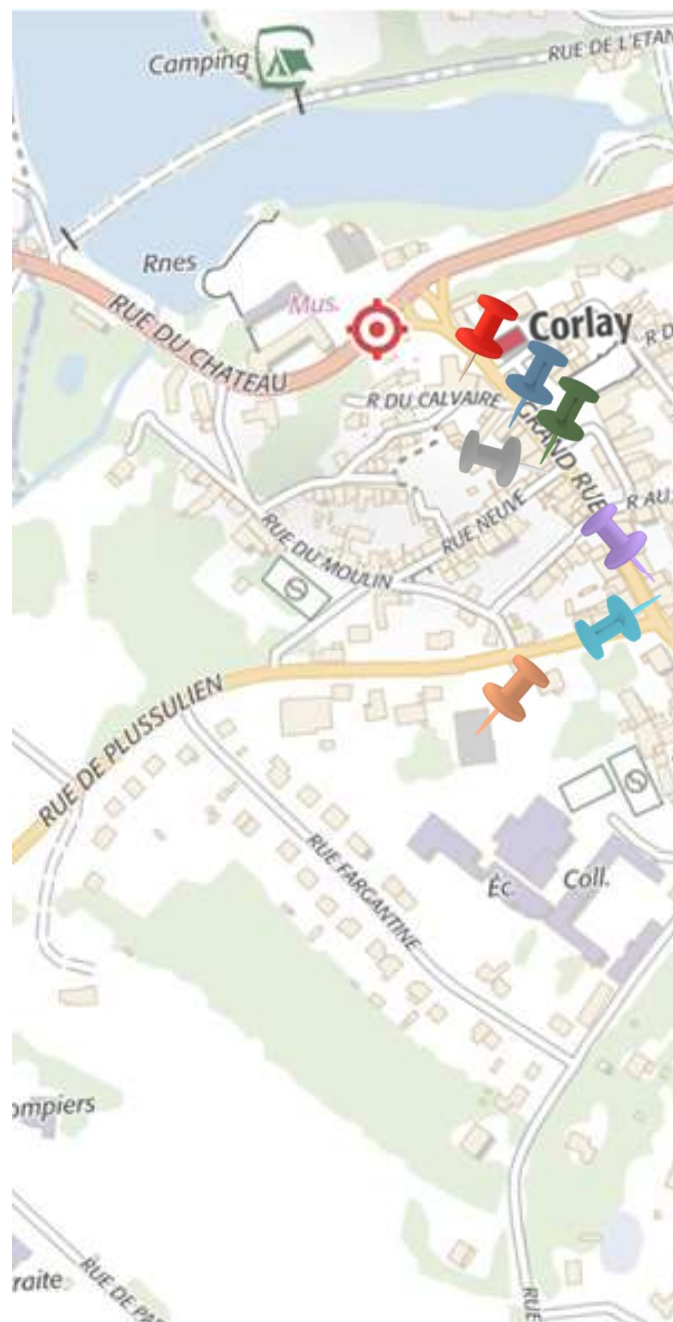 Camping
RUE DE L'ETAN
Rnes
Mus.
RUE DU CHATEAU
Corlay
R D
R DU CALVAIRE
GRAND RUE
RUE NEUVE
R AU
RUE DU MOULIN
RUE DE PLUSSULIEN
RUE FARGANTINE
Éc.
Coll.
ompiers
raite
RUE DE PA
RUE